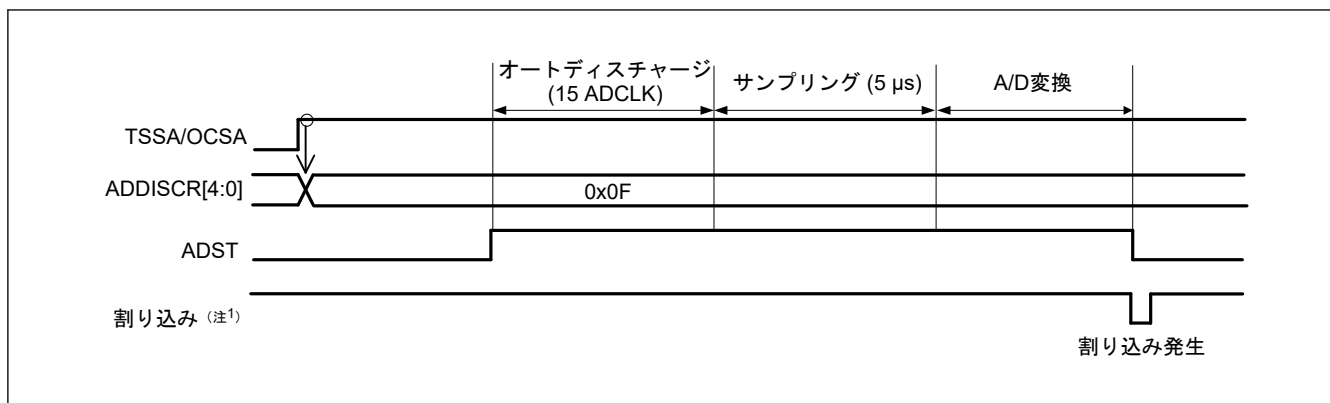 オートディスチャージ
(15 ADCLK)
サンプリング (5 µs)
A/D変換
TSSA/OCSA
ADDISCR[4:0]
0x0F
ADST
割り込み（注1）
割り込み発生